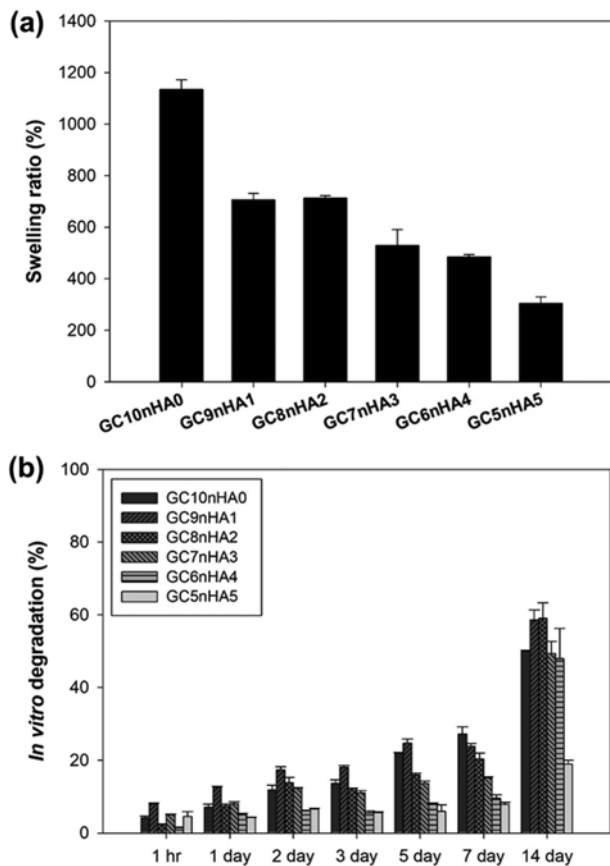 (a)
1400
1200
1000
800
600
400
200
0
Swelling ratio (%)
GC10nHA0
GC9nHA1
GC8nHA2
GC7nHA3
GC6nHA4
GC5nHA5
(b)
100
80
60
40
20
0
In vitro degradation (%)
GC10nHA0
GC9nHA1
GC8nHA2
GC7nHA3
GC6nHA4
GC5nHA5
1 hr 1 day 2 day 3 day 5 day 7 day 14 day